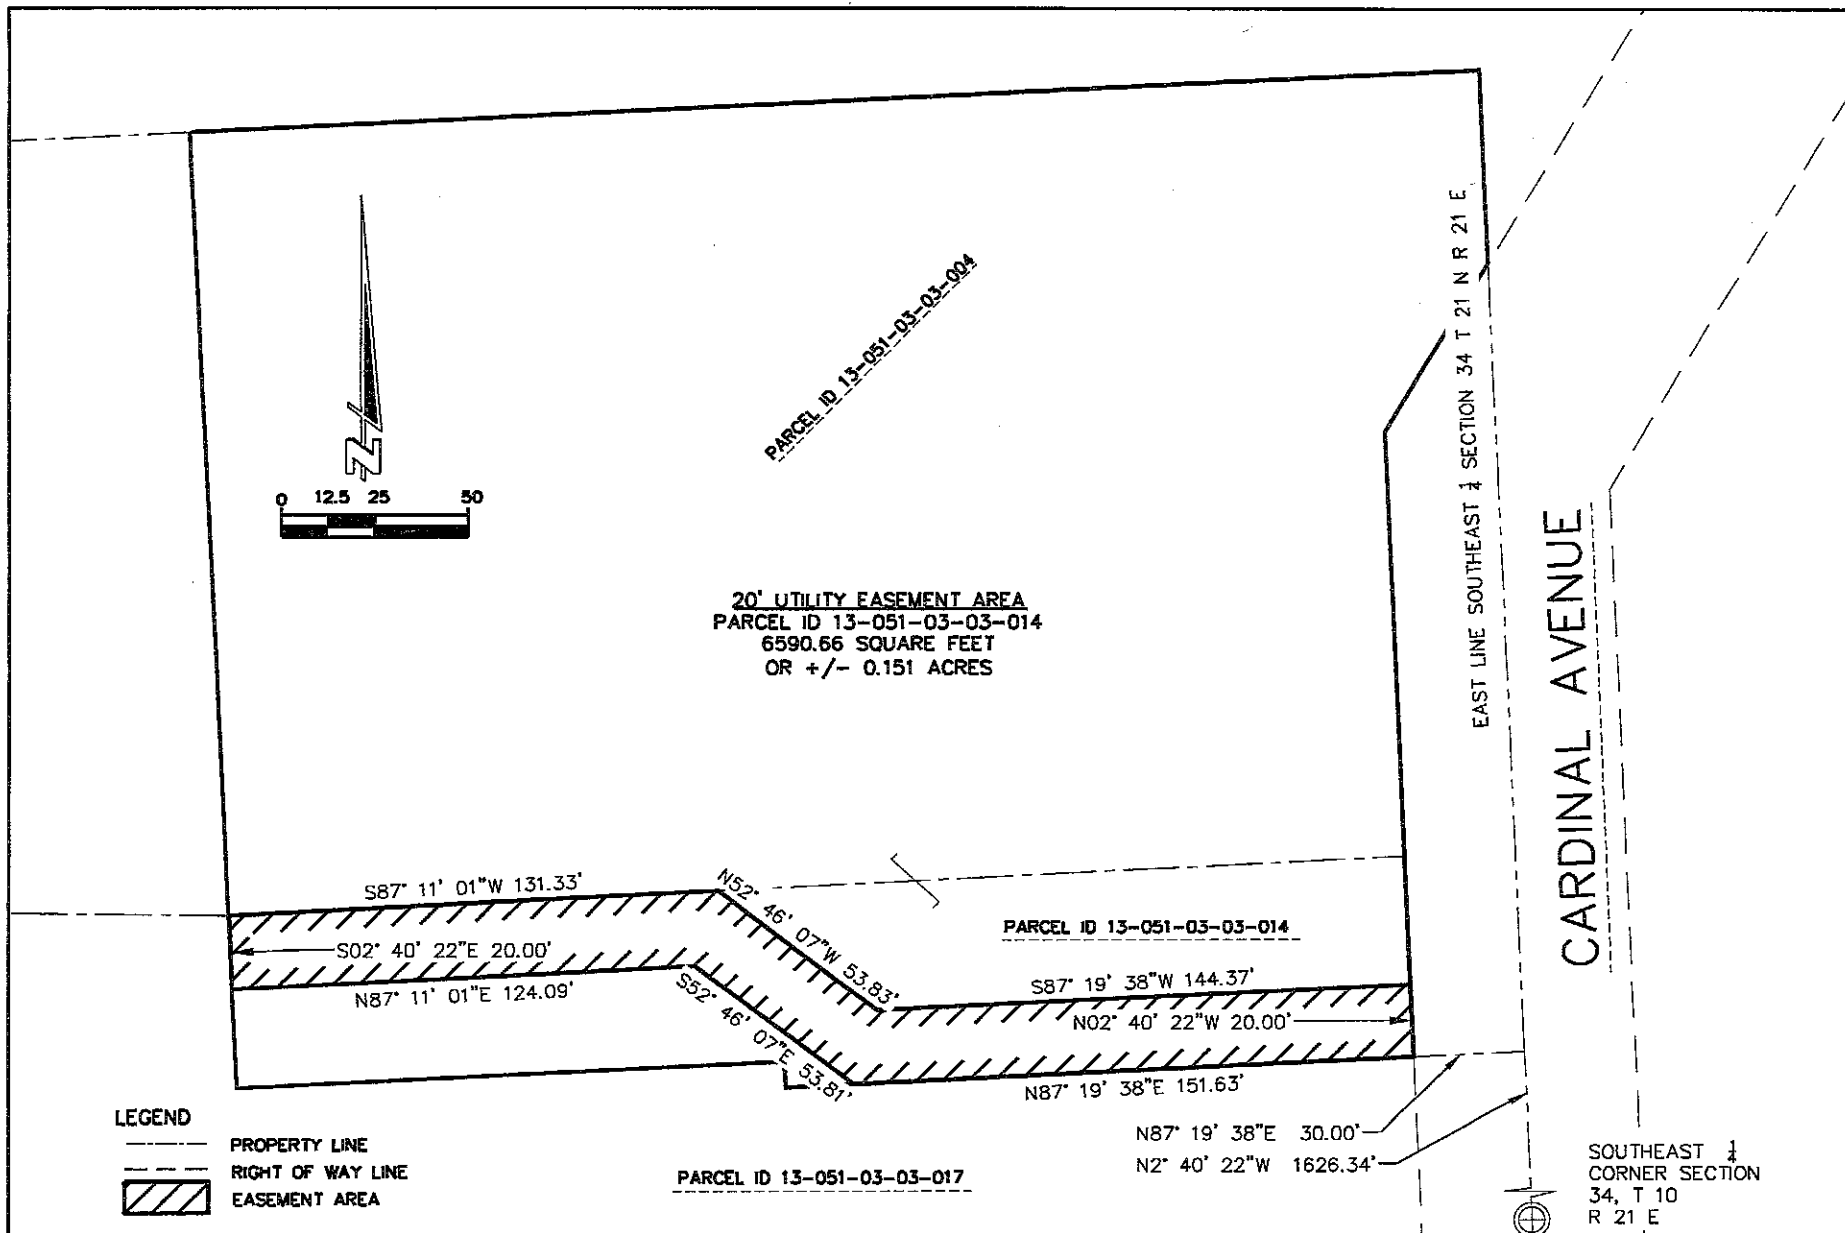 EAST LINE SOUTHEAST 1/4 SECTION 34 T 21 N R 21 E
PARCEL ID 13-051-03-03-004
N
0 12.5 25 50
CARDINAL AVENUE
20' UTILITY EASEMENT AREA
PARCEL ID 13-051-03-03-014
6590.66 SQUARE FEET
OR +/- 0.151 ACRES
S87° 11' 01"W 131.33'
N52° 46' 07"W 53.83'
PARCEL ID 13-051-03-03-014
S02° 40' 22"E 20.00'
N87° 11' 01"E 124.09'
S52° 46' 07"E 53.81'
S87° 19' 38"W 144.37'
N02° 40' 22"W 20.00'
N87° 19' 38"E 151.63'
N87° 19' 38"E 30.00'
N2° 40' 22"W 1626.34'
LEGEND
PROPERTY LINE
RIGHT OF WAY LINE
EASEMENT AREA
PARCEL ID 13-051-03-03-017
SOUTHEAST 1/4
CORNER SECTION
34, T 10
R 21 E